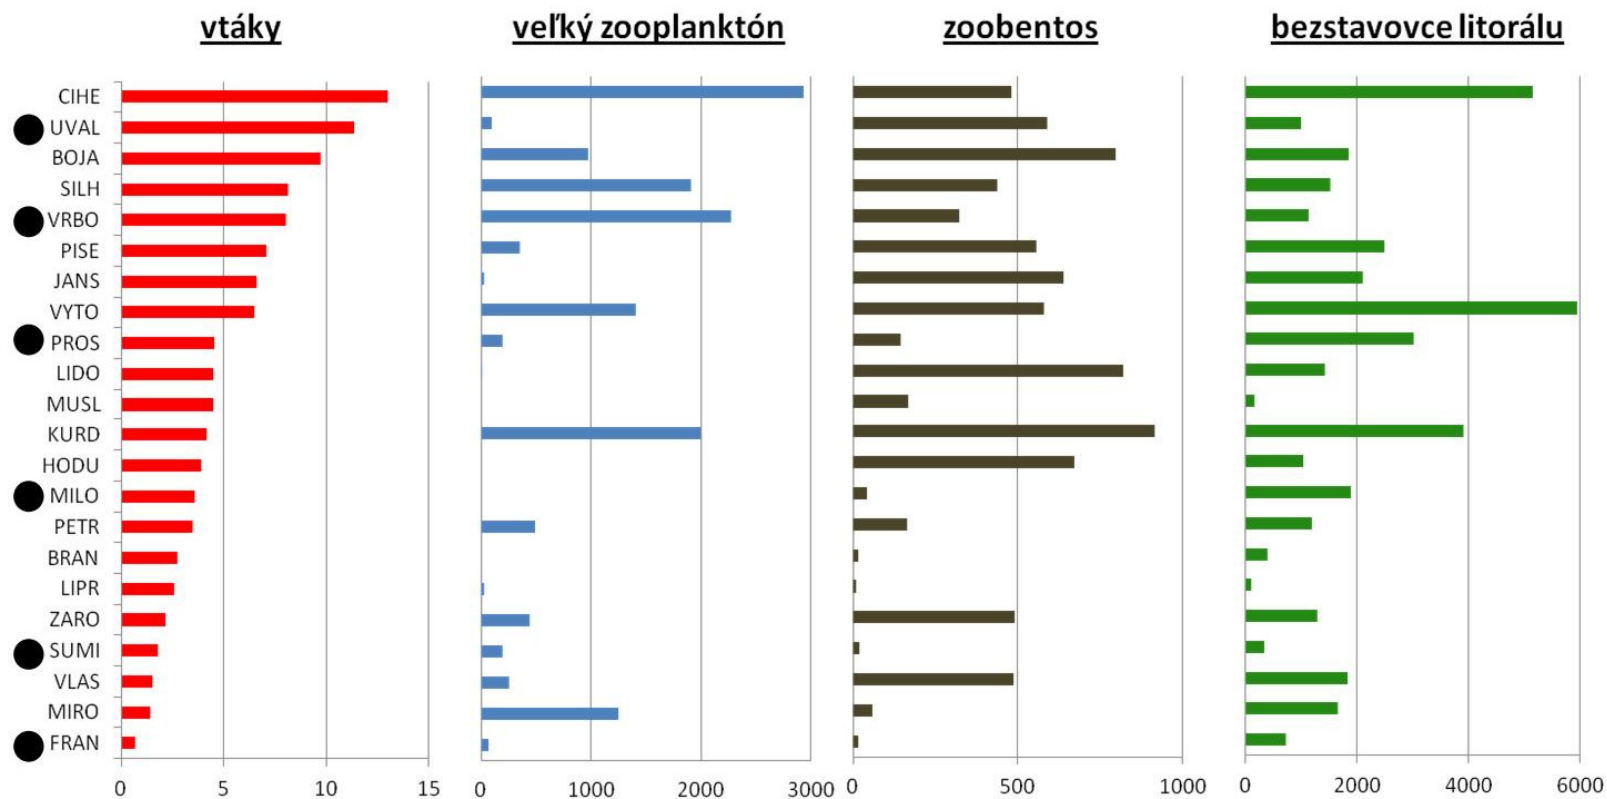 vtáky veľký zooplanktón zoobentos bezstavovce litorálu
CIHE
UVAL
BOJA
SILH
VRBO
PISE
JANS
VYTO
PROS
LIDO
MUSL
KURD
HODU
MILO
PETR
BRAN
LIPR
ZARO
SUMI
VLAS
MIRO
FRAN
0 5 10 15 0 1000 2000 3000 0 500 1000 0 2000 4000 6000